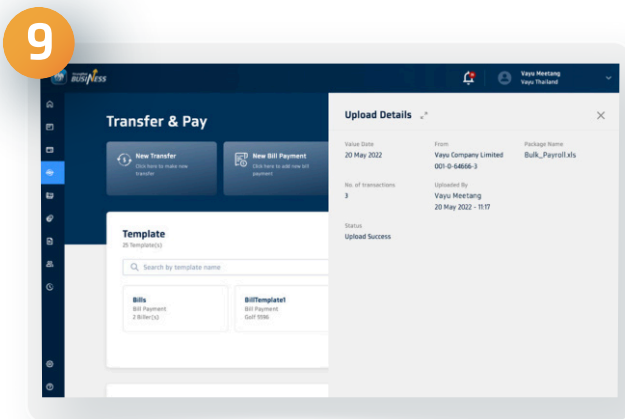 9
BUSINESS
Vayu Meetang
Vayu Thailand
Transfer & Pay
New Transfer
Click here to make new
transfer
New Bill Payment
Click here to add new bill
payment
Template
25 Template(s)
Search by template name
Bills
Bill Payment
2 Biller(s)
BillTemplate1
Bill Payment
Upload Details
Value Date
20 May 2022
From
Vayu Company Limited
001-0-64666-3
Package Name
Bulk_Payroll.xls
No. of transactions
3
Uploaded By
Vayu Meetang
20 May 2022 - 11:17
Status
Upload Success